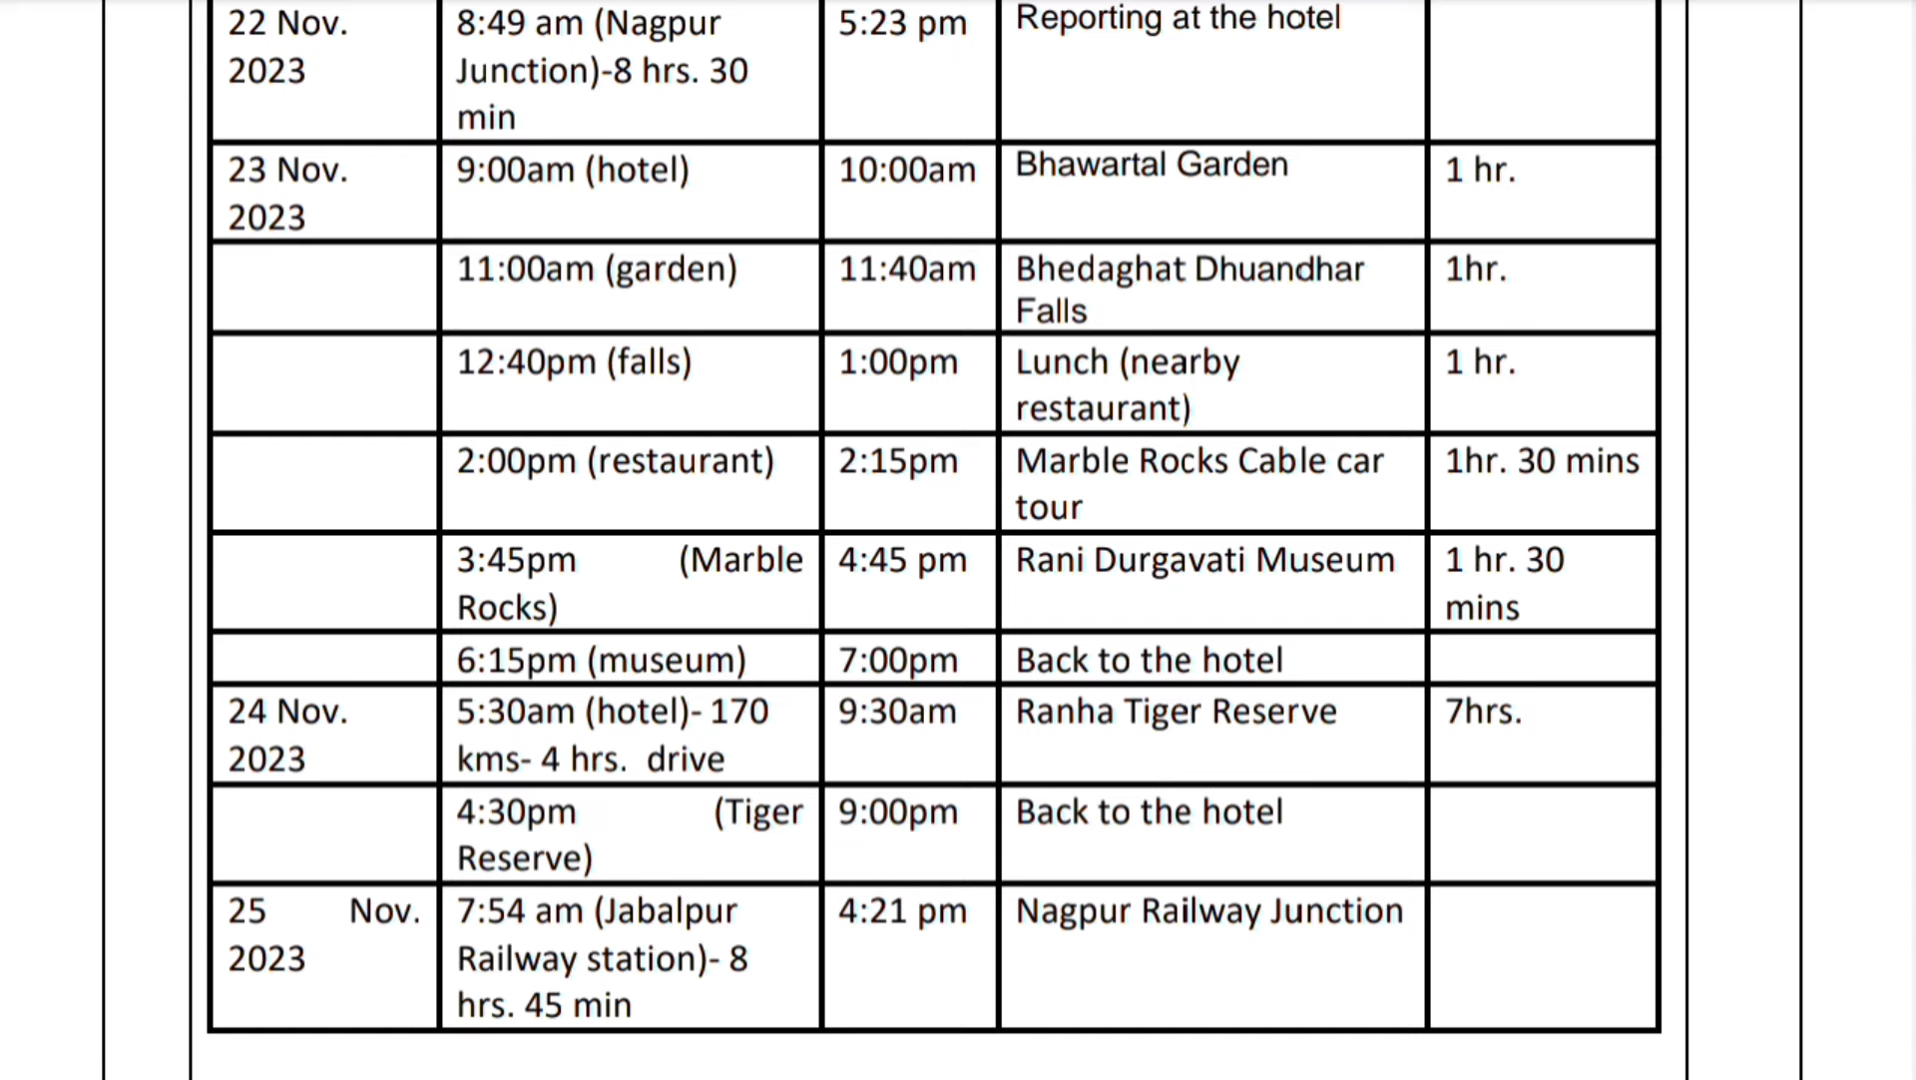 22 Nov.
2023
8:49 am (Nagpur
Junction)-8 hrs. 30
min
5:23 pm
Reporting at the hotel
23 Nov.
2023
9:00am (hotel)
10:00am
Bhawartal Garden
1 hr.
11:00am (garden)
11:40am
Bhedaghat Dhuandhar
Falls
1hr.
12:40pm (falls)
1:00pm
Lunch (nearby
restaurant)
1 hr.
2:00pm (restaurant)
2:15pm
Marble Rocks Cable car
tour
1hr. 30 mins
3:45pm (Marble
Rocks)
4:45 pm
Rani Durgavati Museum
1 hr. 30
mins
6:15pm (museum)
7:00pm
Back to the hotel
24 Nov.
2023
5:30am (hotel)- 170
kms- 4 hrs. drive
9:30am
Ranha Tiger Reserve
7hrs.
4:30pm (Tiger
Reserve)
9:00pm
Back to the hotel
25 Nov.
2023
7:54 am (Jabalpur
Railway station)- 8
hrs. 45 min
4:21 pm
Nagpur Railway Junction